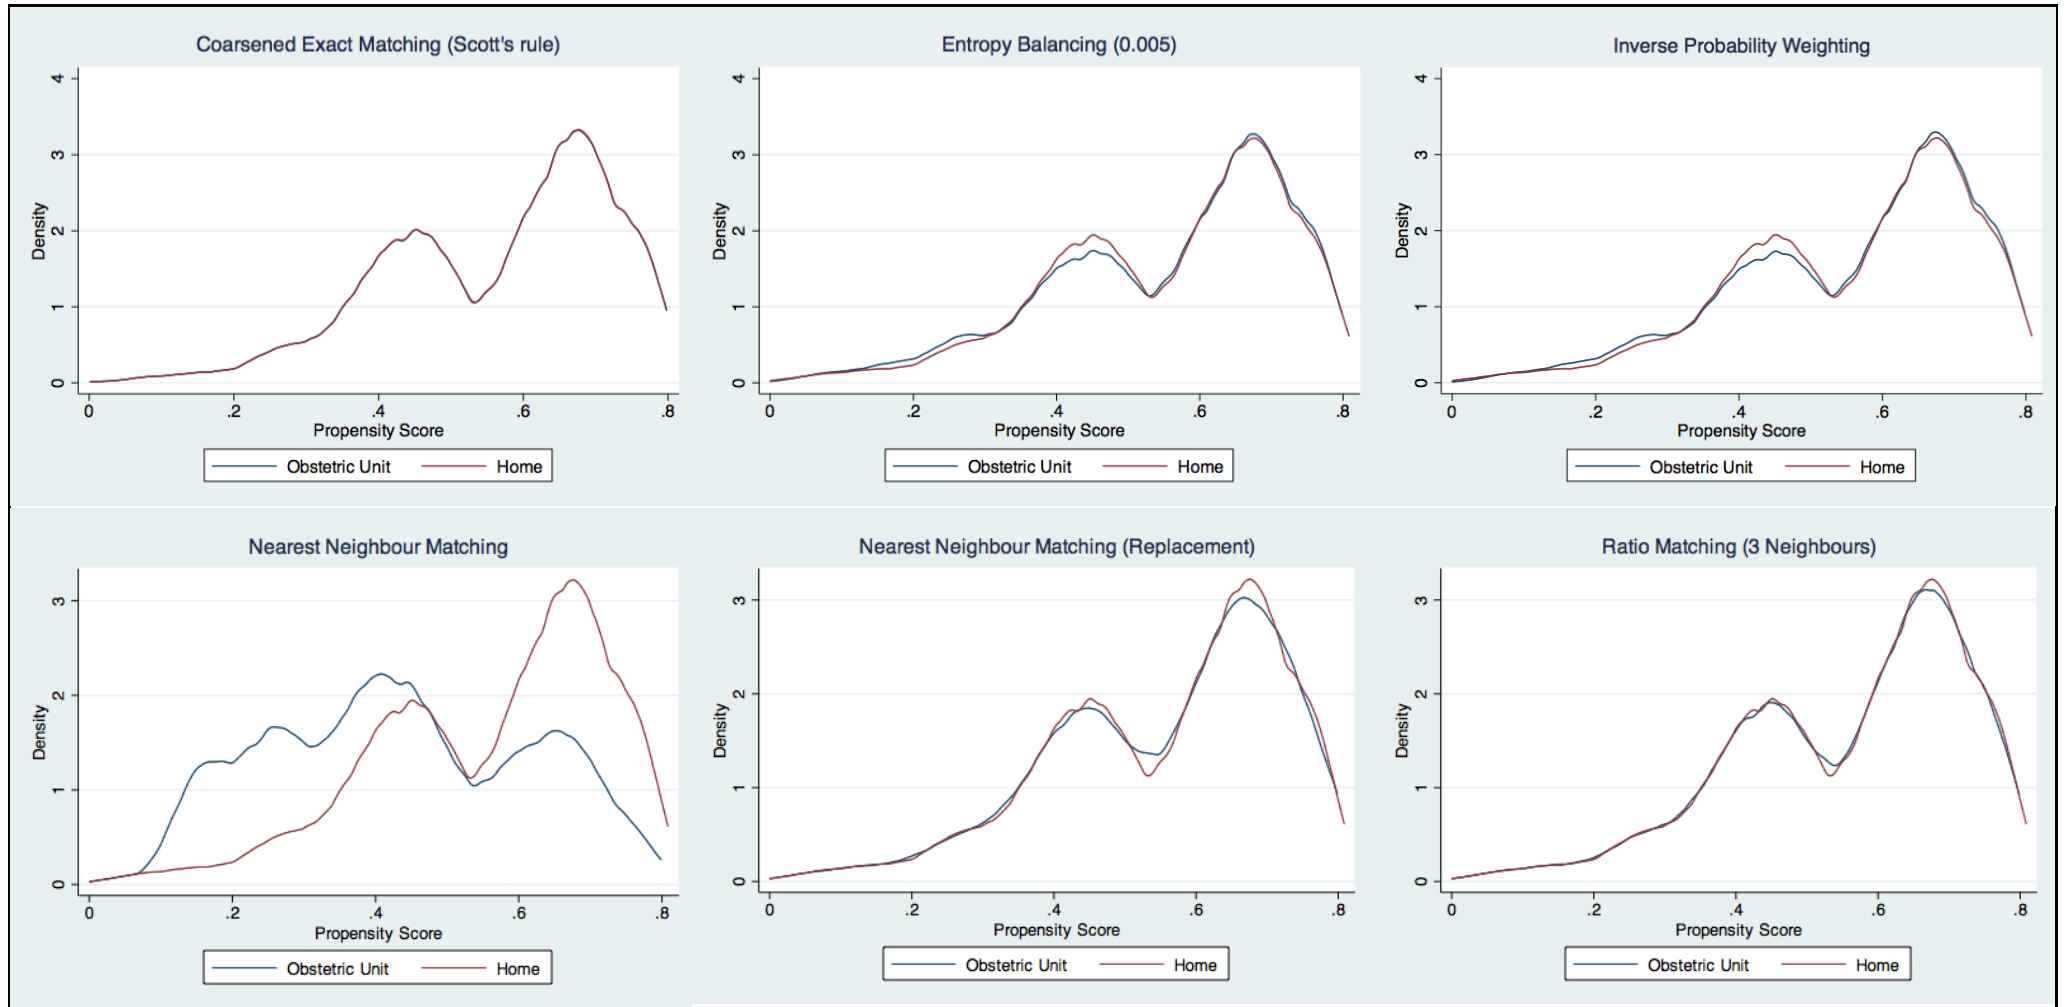 Coarsened Exact Matching (Scott's rule)
4
3
2
1
0
Density
0 .2 .4 .6 .8
Propensity Score
Obstetric Unit Home
Entropy Balancing (0.005)
4
3
2
1
0
Density
0 .2 .4 .6 .8
Propensity Score
Obstetric Unit Home
Inverse Probability Weighting
4
3
2
1
0
Density
0 .2 .4 .6 .8
Propensity Score
Obstetric Unit Home
Nearest Neighbour Matching
3
2
1
0
Density
0 .2 .4 .6 .8
Propensity Score
Obstetric Unit Home
Nearest Neighbour Matching (Replacement)
3
2
1
0
Density
0 .2 .4 .6 .8
Propensity Score
Obstetric Unit Home
Ratio Matching (3 Neighbours)
3
2
1
0
Density
0 .2 .4 .6 .8
Propensity Score
Obstetric Unit Home